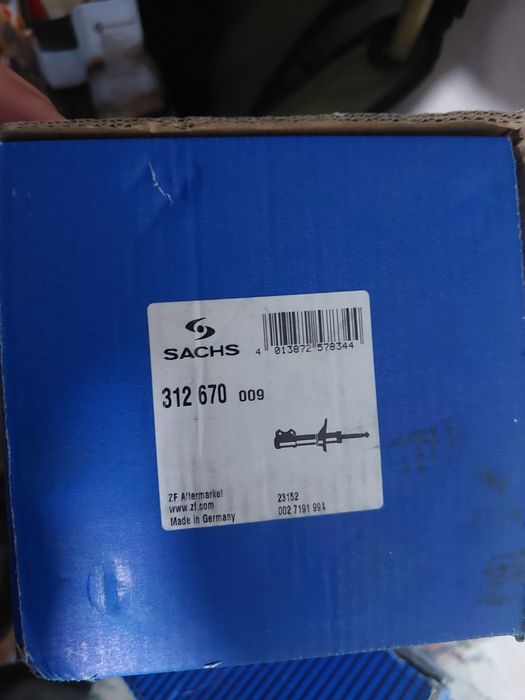 SACHS
4 013872 578344
312 670 009
ZF Aftermarket
www.zf.com
Made in Germany
23152
002 7191 994